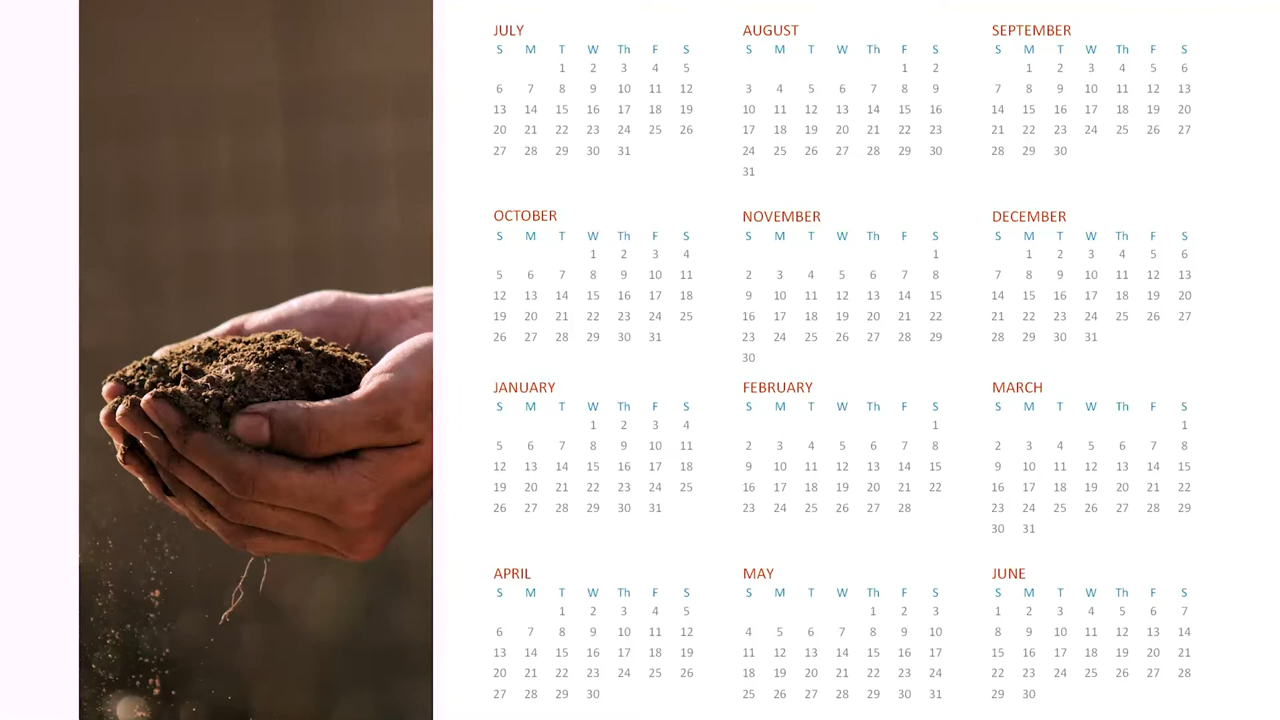 JULY
S M T W Th F S
1 2 3 4 5
6 7 8 9 10 11 12
13 14 15 16 17 18 19
20 21 22 23 24 25 26
27 28 29 30 31
AUGUST
S M T W Th F S
1 2
3 4 5 6 7 8 9
10 11 12 13 14 15 16
17 18 19 20 21 22 23
24 25 26 27 28 29 30
31
SEPTEMBER
S M T W Th F S
1 2 3 4 5 6
7 8 9 10 11 12 13
14 15 16 17 18 19 20
21 22 23 24 25 26 27
28 29 30
OCTOBER
S M T W Th F S
1 2 3 4
5 6 7 8 9 10 11
12 13 14 15 16 17 18
19 20 21 22 23 24 25
26 27 28 29 30 31
NOVEMBER
S M T W Th F S
1
2 3 4 5 6 7 8
9 10 11 12 13 14 15
16 17 18 19 20 21 22
23 24 25 26 27 28 29
30
DECEMBER
S M T W Th F S
1 2 3 4 5 6
7 8 9 10 11 12 13
14 15 16 17 18 19 20
21 22 23 24 25 26 27
28 29 30 31
JANUARY
S M T W Th F S
1 2 3 4
5 6 7 8 9 10 11
12 13 14 15 16 17 18
19 20 21 22 23 24 25
26 27 28 29 30 31
FEBRUARY
S M T W Th F S
1
2 3 4 5 6 7 8
9 10 11 12 13 14 15
16 17 18 19 20 21 22
23 24 25 26 27 28
MARCH
S M T W Th F S
1
2 3 4 5 6 7 8
9 10 11 12 13 14 15
16 17 18 19 20 21 22
23 24 25 26 27 28 29
30 31
APRIL
S M T W Th F S
1 2 3 4 5
6 7 8 9 10 11 12
13 14 15 16 17 18 19
20 21 22 23 24 25 26
27 28 29 30
MAY
S M T W Th F S
1 2 3
4 5 6 7 8 9 10
11 12 13 14 15 16 17
18 19 20 21 22 23 24
25 26 27 28 29 30 31
JUNE
S M T W Th F S
1 2 3 4 5 6 7
8 9 10 11 12 13 14
15 16 17 18 19 20 21
22 23 24 25 26 27 28
29 30